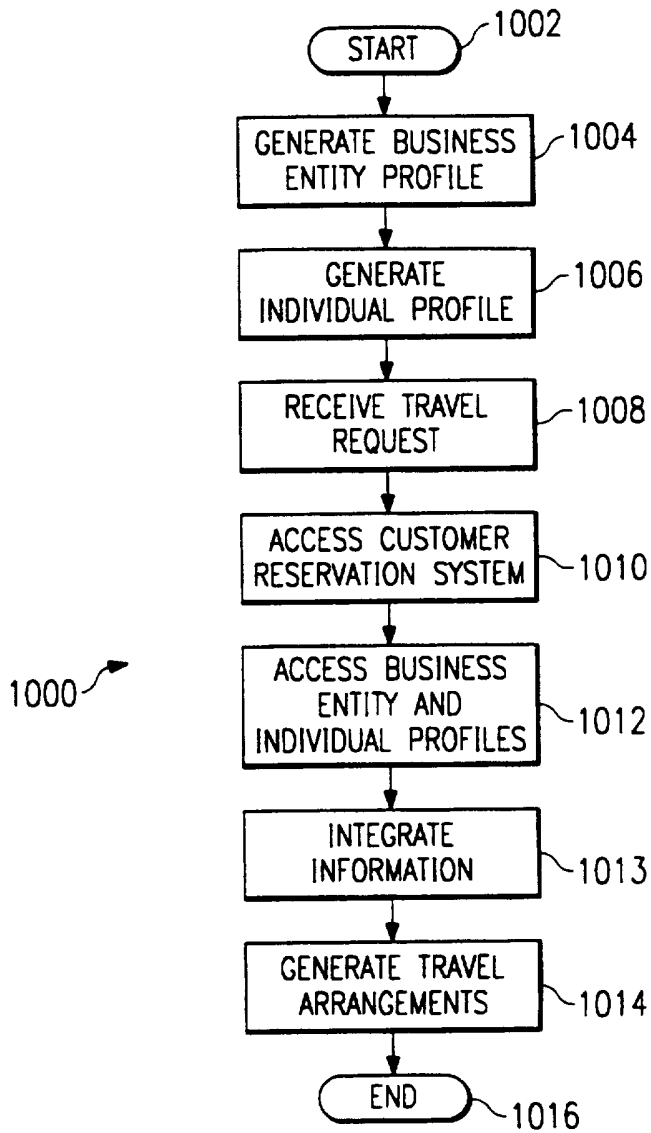 START
1002
GENERATE BUSINESS
ENTITY PROFILE
1004
GENERATE
INDIVIDUAL PROFILE
1006
RECEIVE TRAVEL
REQUEST
1008
ACCESS CUSTOMER
RESERVATION SYSTEM
1010
1000
ACCESS BUSINESS
ENTITY AND
INDIVIDUAL PROFILES
1012
INTEGRATE
INFORMATION
1013
GENERATE TRAVEL
ARRANGEMENTS
1014
END
1016